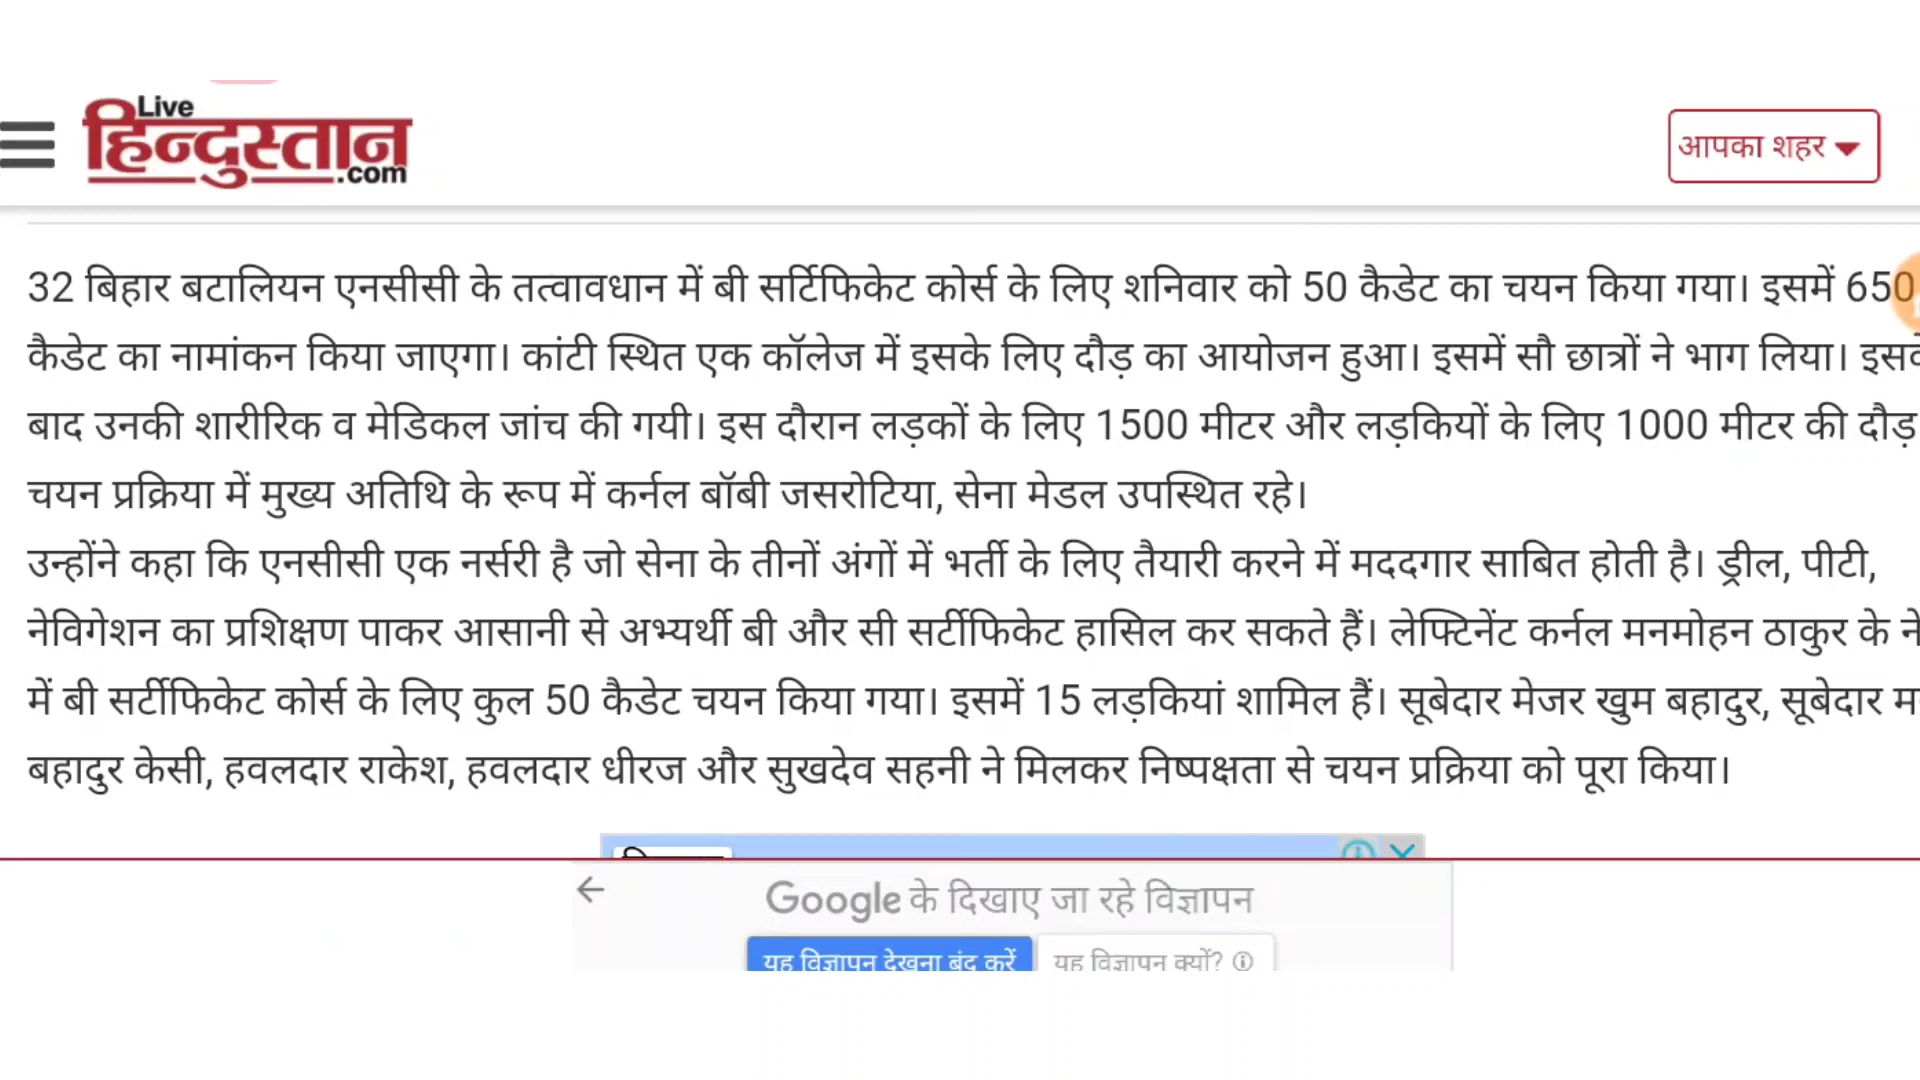 Live
हिन्दुस्तान
.com
आपका शहर
32 बिहार बटालियन एनसीसी के तत्वावधान में बी सर्टिफिकेट कोर्स के लिए शनिवार को 50 कैडेट का चयन किया गया। इसमें 650
कैडेट का नामांकन किया जाएगा। कांटी स्थित एक कॉलेज में इसके लिए दौड़ का आयोजन हुआ। इसमें सौ छात्रों ने भाग लिया।
बाद उनकी शारीरिक व मेडिकल जांच की गयी। इस दौरान लड़कों के लिए 1500 मीटर और लड़कियों के लिए 1000 मीटर की दौड़
चयन प्रक्रिया में मुख्य अतिथि के रूप में कर्नल बॉबी जसरोटिया, सेना मेडल उपस्थित रहे।
उन्होंने कहा कि एनसीसी एक नर्सरी है जो सेना के तीनों अंगों में भर्ती के लिए तैयारी करने में मददगार साबित होती है। ड्रील, पीटी,
नेविगेशन का प्रशिक्षण पाकर आसानी से अभ्यर्थी बी और सी सर्टीफिकेट हासिल कर सकते हैं। लेफ्टिनेंट कर्नल मनमोहन ठाकुर के
में बी सर्टीफिकेट कोर्स के लिए कुल 50 कैडेट चयन किया गया। इसमें 15 लड़कियां शामिल हैं। सूबेदार मेजर खुम बहादुर, सूबेदार
बहादुर केसी, हवलदार राकेश, हवलदार धीरज और सुखदेव सहनी ने मिलकर निष्पक्षता से चयन प्रक्रिया को पूरा किया।
Google के दिखाए जा रहे विज्ञापन
यह विज्ञापन देखना बंद करें यह विज्ञापन क्यों?